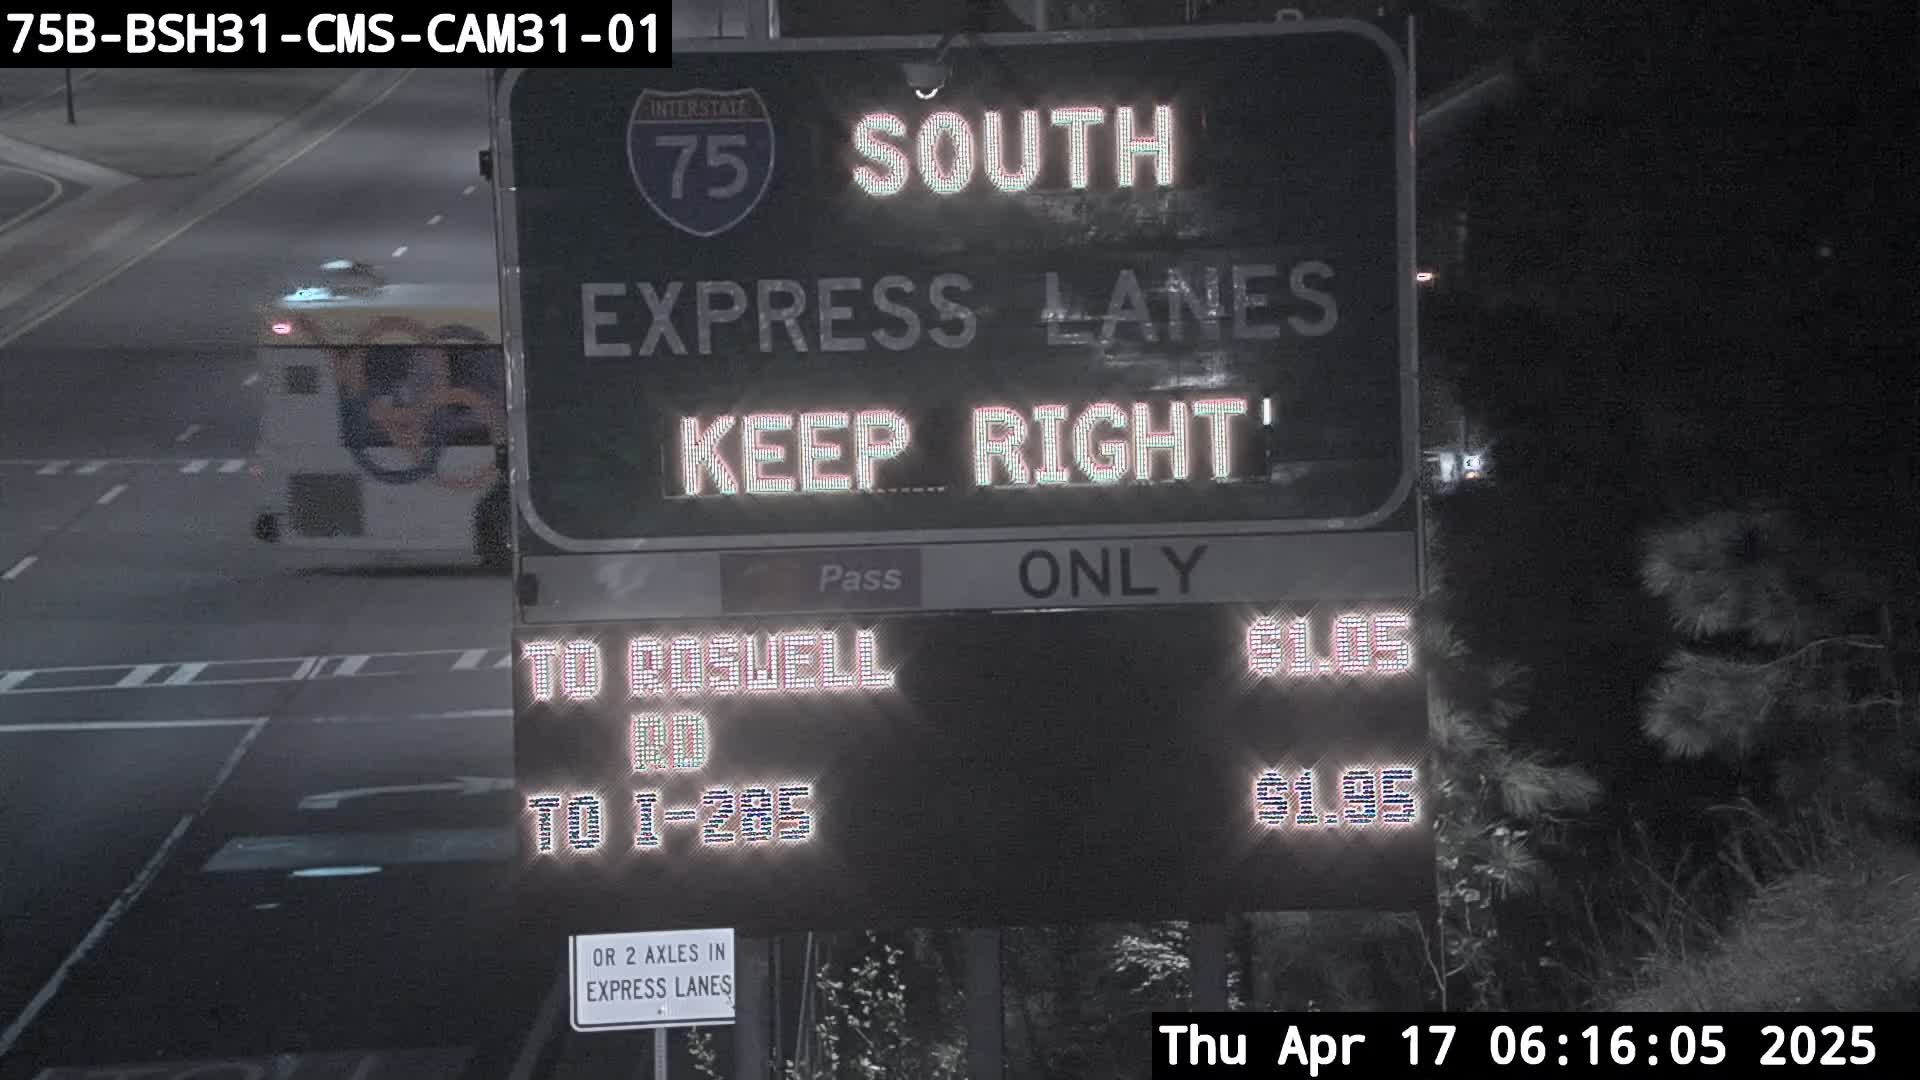 75B-BSH31-CMS-CAM31-01
INTERSTATE
75
SOUTH
EXPRESS LANES
KEEP RIGHT
Pass ONLY
TO ROSWELL $1.05
RD
TO I-285 $1.95
OR 2 AXLES IN
EXPRESS LANES
Thu Apr 17 06:16:05 2025